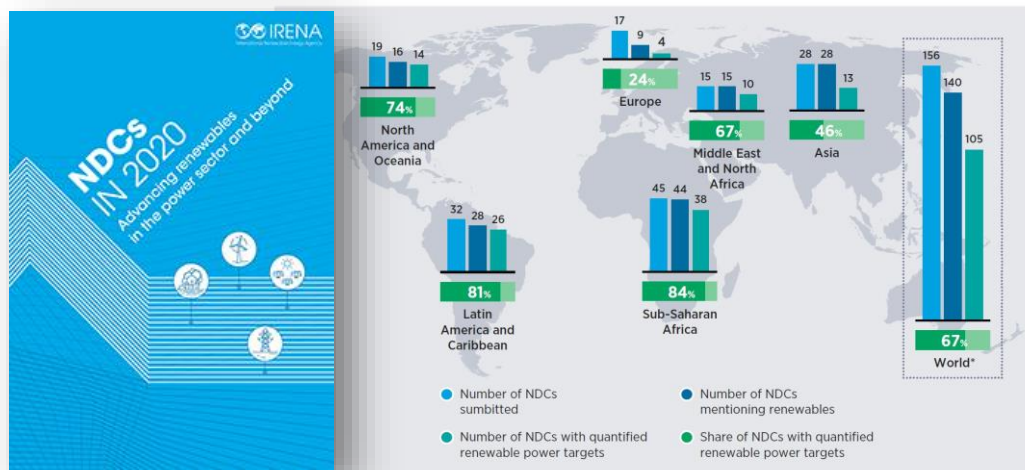 IRENA
International Renewable Energy Agency
NDCs
IN 2020
Advancing renewables
in the power sector and beyond
19 16 14
74%
North
America and
Oceania
17 9 4
24%
Europe
15 15 10
67%
Middle East
and North
Africa
28 28 13
46%
Asia
156
140
105
67%
World*
32 28 26
81%
Latin
America and
Caribbean
45 44 38
84%
Sub-Saharan
Africa
Number of NDCs
sumbitted
Number of NDCs
mentioning renewables
Number of NDCs with quantified
renewable power targets
Share of NDCs with quantified
renewable power targets